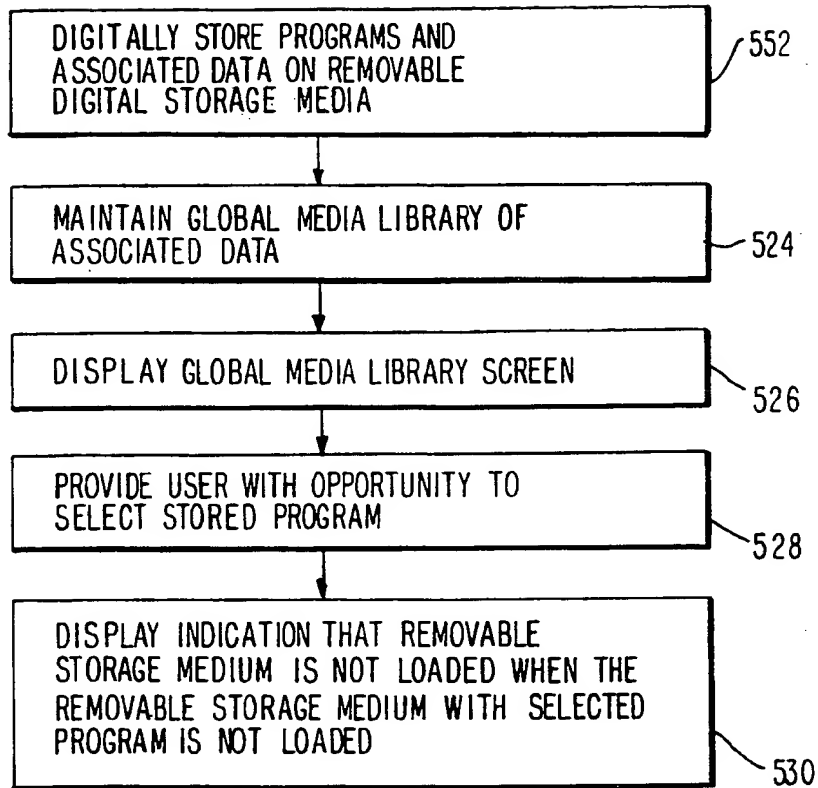 DIGITALLY STORE PROGRAMS AND
ASSOCIATED DATA ON REMOVABLE
DIGITAL STORAGE MEDIA
552
MAINTAIN GLOBAL MEDIA LIBRARY OF
ASSOCIATED DATA
524
DISPLAY GLOBAL MEDIA LIBRARY SCREEN
526
PROVIDE USER WITH OPPORTUNITY TO
SELECT STORED PROGRAM
528
DISPLAY INDICATION THAT REMOVABLE
STORAGE MEDIUM IS NOT LOADED WHEN THE
REMOVABLE STORAGE MEDIUM WITH SELECTED
PROGRAM IS NOT LOADED
530